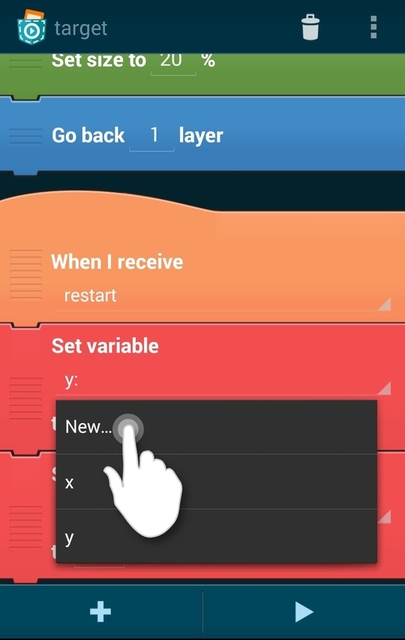 target
Set size to 20 %
Go back 1 layer
When I receive
restart
Set variable
y:
New...
x
y